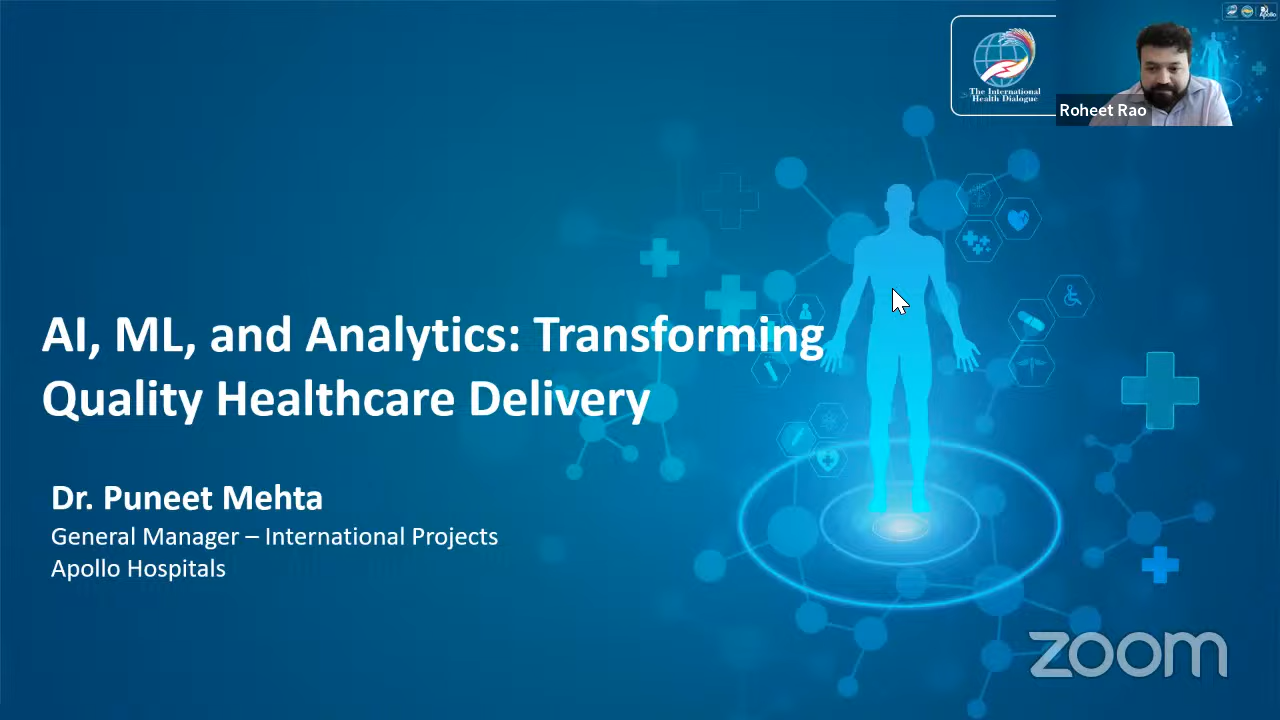 The International
Health Dialogue
Apollo
Roheet Rao
AI, ML, and Analytics: Transforming
Quality Healthcare Delivery
Dr. Puneet Mehta
General Manager – International Projects
Apollo Hospitals
zoom